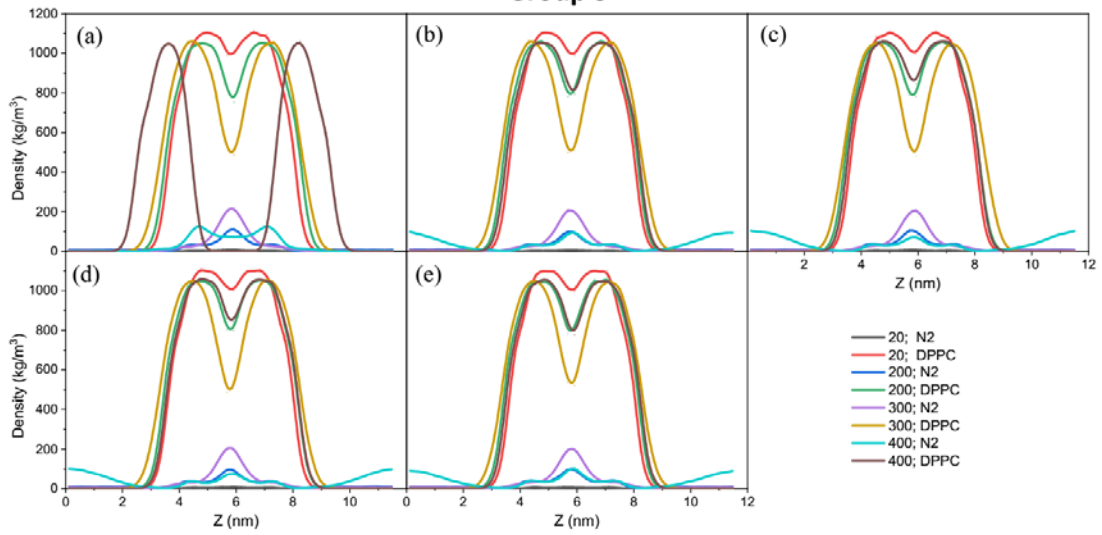 (a)
(b)
(c)
1200
1000
800
600
400
200
0
Density (kg/m³)
2 4 6 8 10 12
Z (nm)
(d)
(e)
1000
800
600
400
200
0
Density (kg/m³)
0 2 4 6 8 10
Z (nm)
2 4 6 8 10 12
Z (nm)
20; N2
20; DPPC
200; N2
200; DPPC
300; N2
300; DPPC
400; N2
400; DPPC